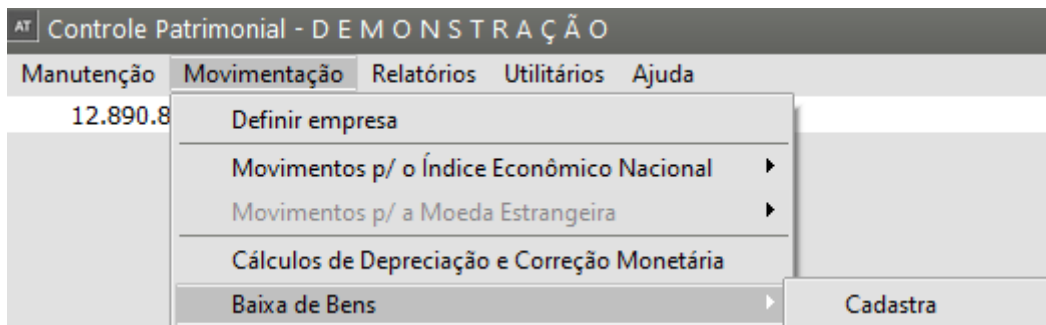 AT Controle Patrimonial - D E M O N S T R A Ç Ã O
Manutenção Movimentação Relatórios Utilitários Ajuda
12.890.8
Definir empresa
Movimentos p/ o Índice Econômico Nacional
Movimentos p/ a Moeda Estrangeira
Cálculos de Depreciação e Correção Monetária
Baixa de Bens Cadastra